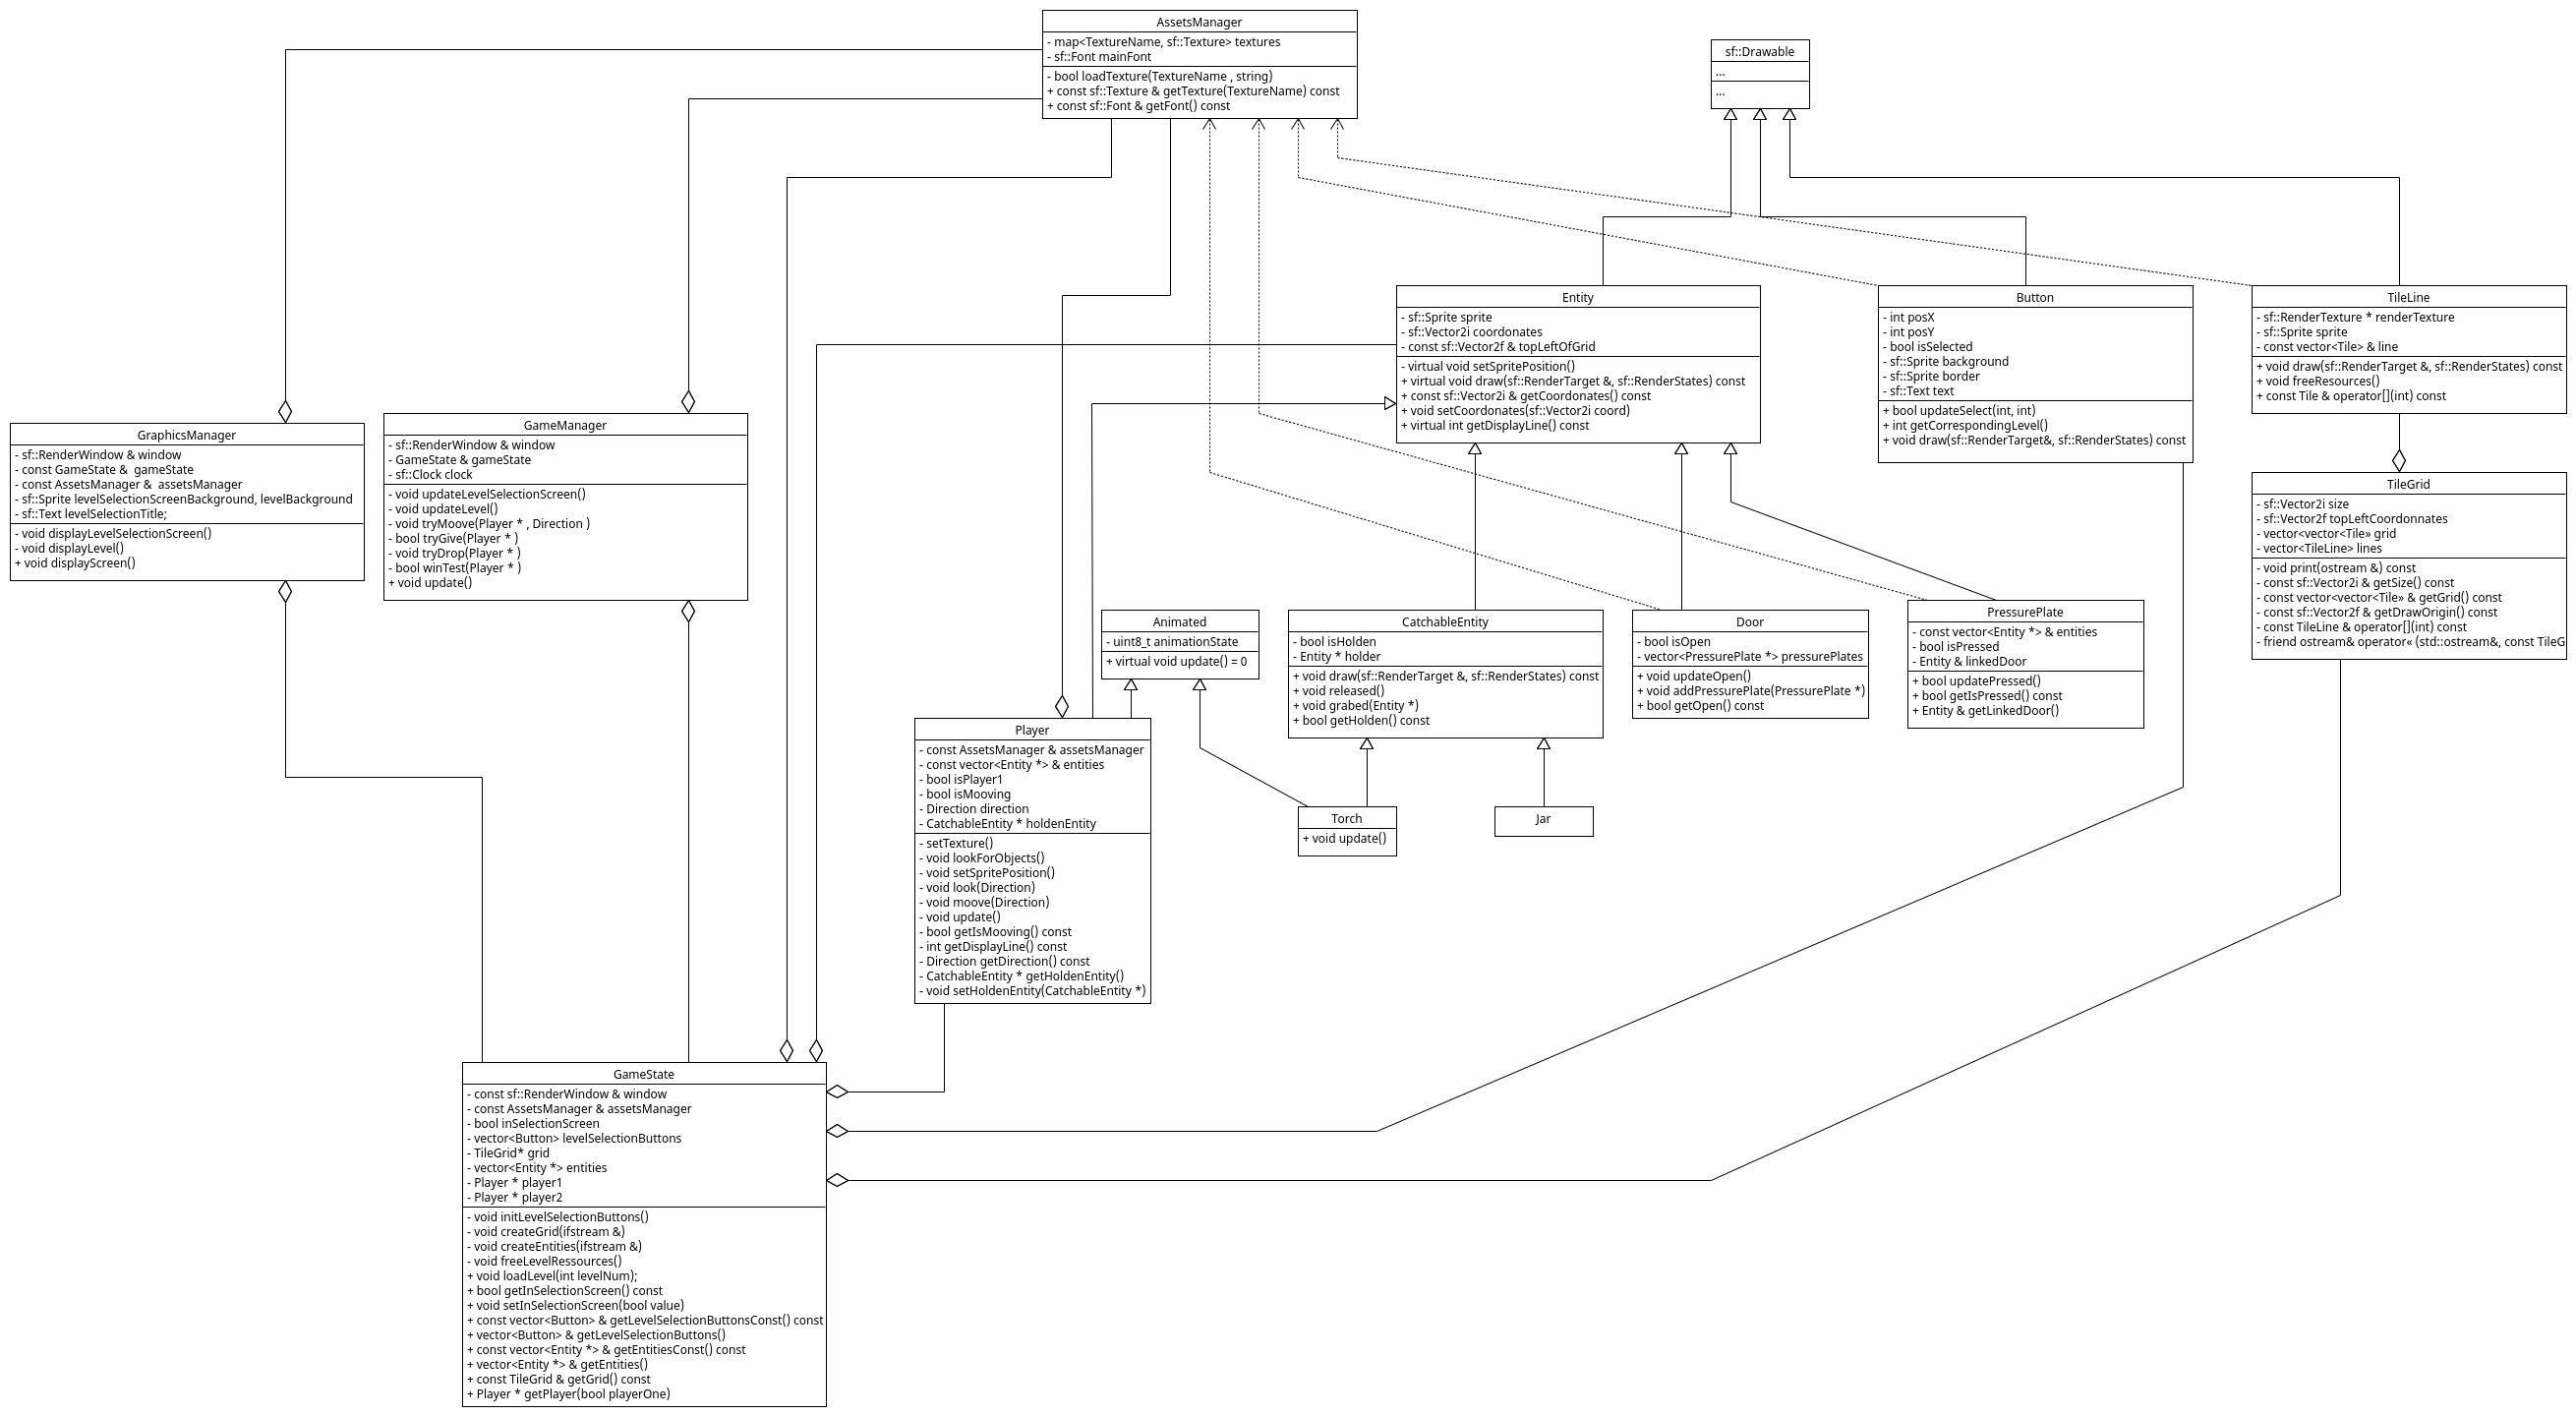 AssetsManager
- map<TextureName, sf::Texture> textures
- sf::Font mainFont
- bool loadTexture(TextureName , string)
+ const sf::Texture & getTexture(TextureName) const
+ const sf::Font & getFont() const
sf::Drawable
...
...
Entity
- sf::Sprite sprite
- sf::Vector2i coordonates
- const sf::Vector2f & topLeftOfGrid
- virtual void setSpritePosition()
+ virtual void draw(sf::RenderTarget &, sf::RenderStates) const
+ const sf::Vector2i & getCoordonates() const
+ void setCoordonates(sf::Vector2i coord)
+ virtual int getDisplayLine() const
Button
- int posX
- int posY
- bool isSelected
- sf::Sprite background
- sf::Sprite border
- sf::Text text
+ bool updateSelect(int, int)
+ int getCorrespondingLevel()
+ void draw(sf::RenderTarget&, sf::RenderStates) const
TileLine
- sf::RenderTexture * renderTexture
- sf::Sprite sprite
- const vector<Tile> & line
+ void draw(sf::RenderTarget &, sf::RenderStates) const
+ void freeResources()
+ const Tile & operator[](int) const
GraphicsManager
- sf::RenderWindow & window
- const GameState &  gameState
- const AssetsManager &  assetsManager
- sf::Sprite levelSelectionScreenBackground, levelBackground
- sf::Text levelSelectionTitle;
- void displayLevelSelectionScreen()
- void displayLevel()
+ void displayScreen()
GameManager
- sf::RenderWindow & window
- GameState & gameState
- sf::Clock clock
- void updateLevelSelectionScreen()
- void updateLevel()
- void tryMoove(Player * , Direction )
- bool tryGive(Player * )
- void tryDrop(Player * )
- bool winTest(Player * )
+ void update()
TileGrid
- sf::Vector2i size
- sf::Vector2f topLeftCoordonnates
- vector<vector<Tile» grid
- vector<TileLine> lines
- void print(ostream &) const
- const sf::Vector2i & getSize() const
- const vector<vector<Tile» & getGrid() const
- const sf::Vector2f & getDrawOrigin() const
- const TileLine & operator[](int) const
- friend ostream& operator« (std::ostream&, const TileG
Animated
- uint8_t animationState
+ virtual void update() = 0
CatchableEntity
- bool isHolden
- Entity * holder
+ void draw(sf::RenderTarget &, sf::RenderStates) const
+ void released()
+ void grabed(Entity *)
+ bool getHolden() const
Door
- bool isOpen
- vector<PressurePlate *> pressurePlates
+ void updateOpen()
+ void addPressurePlate(PressurePlate *)
+ bool getOpen() const
PressurePlate
- const vector<Entity *> & entities
- bool isPressed
- Entity & linkedDoor
+ bool updatePressed()
+ bool getIsPressed() const
+ Entity & getLinkedDoor()
Player
- const AssetsManager & assetsManager
- const vector<Entity *> & entities
- bool isPlayer1
- bool isMooving
- Direction direction
- CatchableEntity * holdenEntity
- setTexture()
- void lookForObjects()
- void setSpritePosition()
- void look(Direction)
- void moove(Direction)
- void update()
- bool getIsMooving() const
- int getDisplayLine() const
- Direction getDirection() const
- CatchableEntity * getHoldenEntity()
- void setHoldenEntity(CatchableEntity *)
Torch
+ void update()
Jar
GameState
- const sf::RenderWindow & window
- const AssetsManager & assetsManager
- bool inSelectionScreen
- vector<Button> levelSelectionButtons
- TileGrid* grid
- vector<Entity *> entities
- Player * player1
- Player * player2
- void initLevelSelectionButtons()
- void createGrid(ifstream &)
- void createEntities(ifstream &)
- void freeLevelRessources()
+ void loadLevel(int levelNum);
+ bool getInSelectionScreen() const
+ void setInSelectionScreen(bool value)
+ const vector<Button> & getLevelSelectionButtonsConst() const
+ vector<Button> & getLevelSelectionButtons()
+ const vector<Entity *> & getEntitiesConst() const
+ vector<Entity *> & getEntities()
+ const TileGrid & getGrid() const
+ Player * getPlayer(bool playerOne)